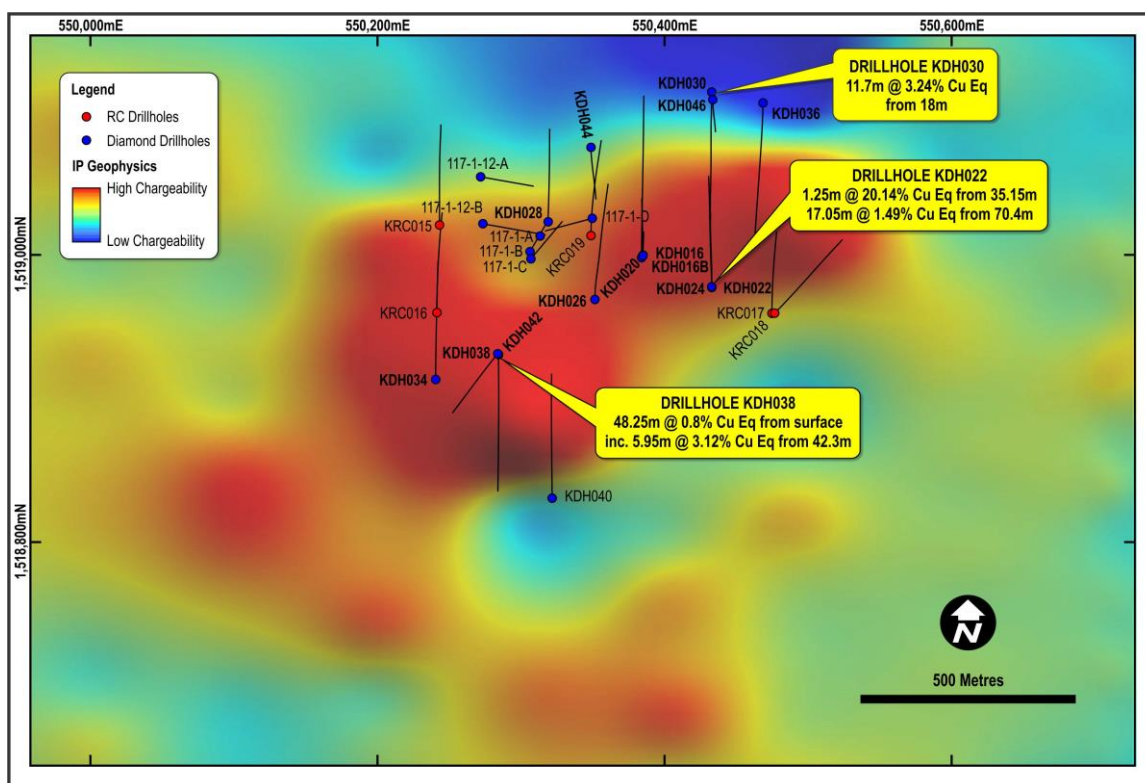 550,000mE
550,200mE
550,400mE
550,600mE
1,519,000mN
1,518,800mN
Legend
RC Drillholes
Diamond Drillholes
IP Geophysics
High Chargeability
Low Chargeability
DRILLHOLE KDH030
11.7m @ 3.24% Cu Eq
from 18m
KDH030
KDH046
KDH036
KDH044
117-1-12-A
DRILLHOLE KDH022
1.25m @ 20.14% Cu Eq from 35.15m
17.05m @ 1.49% Cu Eq from 70.4m
117-1-12-B
KDH028
117-1-D
KRC015
117-1-A
117-1-B
117-1-C
KRC019
KDH016
KDH016B
KDH020
KDH024
KDH022
KDH026
KRC016
KRC017
KRC018
KDH042
KDH038
KDH034
DRILLHOLE KDH038
48.25m @ 0.8% Cu Eq from surface
inc. 5.95m @ 3.12% Cu Eq from 42.3m
KDH040
N
500 Metres